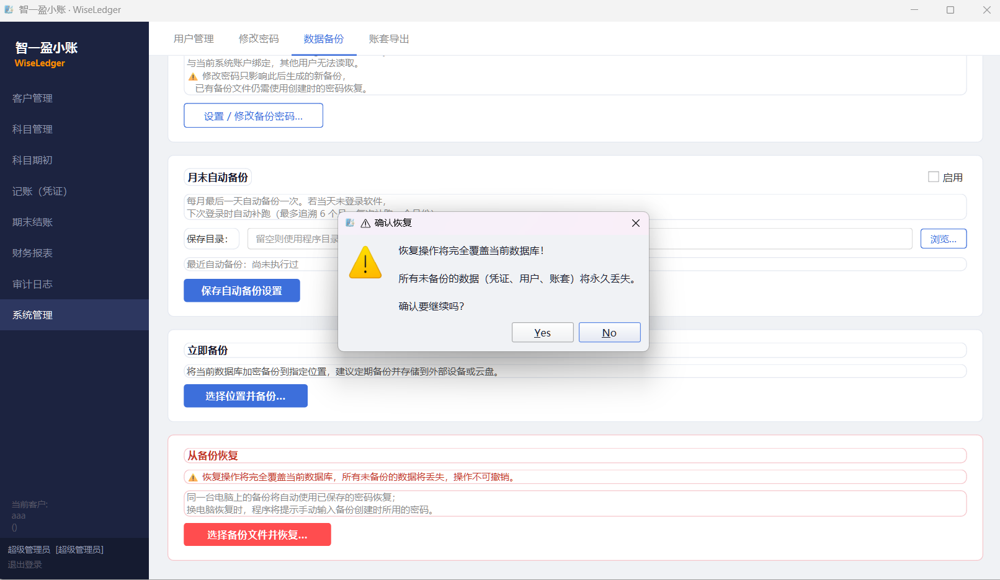 智一盈小账 · WiseLedger
智一盈小账
WiseLedger
客户管理
科目管理
科目期初
记账（凭证）
期末结账
财务报表
审计日志
系统管理
当前客户:
aaa
()
超级管理员 [超级管理员]
退出登录
用户管理
修改密码
数据备份
账套导出
与当前系统账户绑定，其他用户无法读取。
⚠ 修改密码只影响此后生成的新备份，
已有备份文件仍需使用创建时的密码恢复。
设置 / 修改备份密码...
月末自动备份
启用
每月最后一天自动备份一次。若当天未登录软件，
下次登录时自动补跑（最多追溯 6 个月，每次补跑一个月份）
保存目录：
留空则使用程序目录
浏览...
最近自动备份：尚未执行过
保存自动备份设置
⚠ 确认恢复
恢复操作将完全覆盖当前数据库！
所有未备份的数据（凭证、用户、账套）将永久丢失。
确认要继续吗？
Yes
No
立即备份
将当前数据库加密备份到指定位置，建议定期备份并存储到外部设备或云盘。
选择位置并备份...
从备份恢复
⚠ 恢复操作将完全覆盖当前数据库，所有未备份的数据将丢失，操作不可撤销。
同一台电脑上的备份将自动使用已保存的密码恢复；
换电脑恢复时，程序将提示手动输入备份创建时所用的密码。
选择备份文件并恢复...